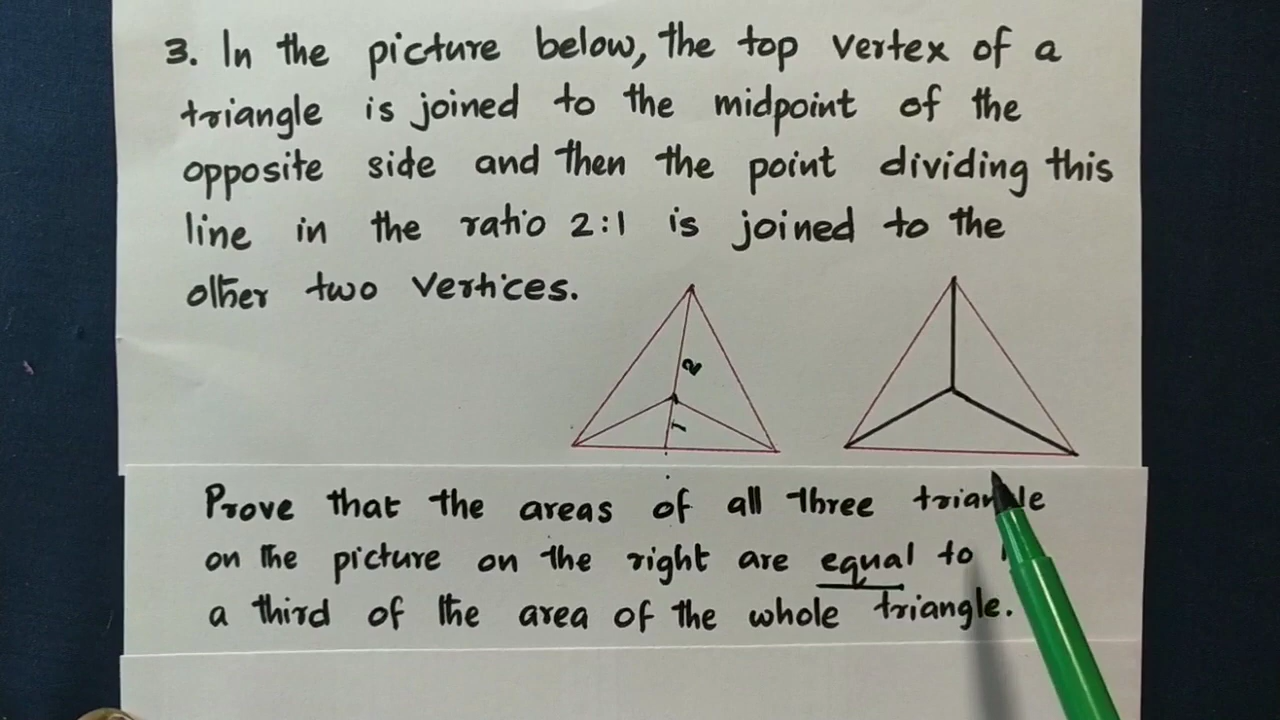 3. In the picture below, the top vertex of a
triangle is joined to the midpoint of the
opposite side and then the point dividing this
line in the ratio 2:1 is joined to the
other two vertices.
2
1
Prove that the areas of all three triangle
on the picture on the right are equal to
a third of the area of the whole triangle.